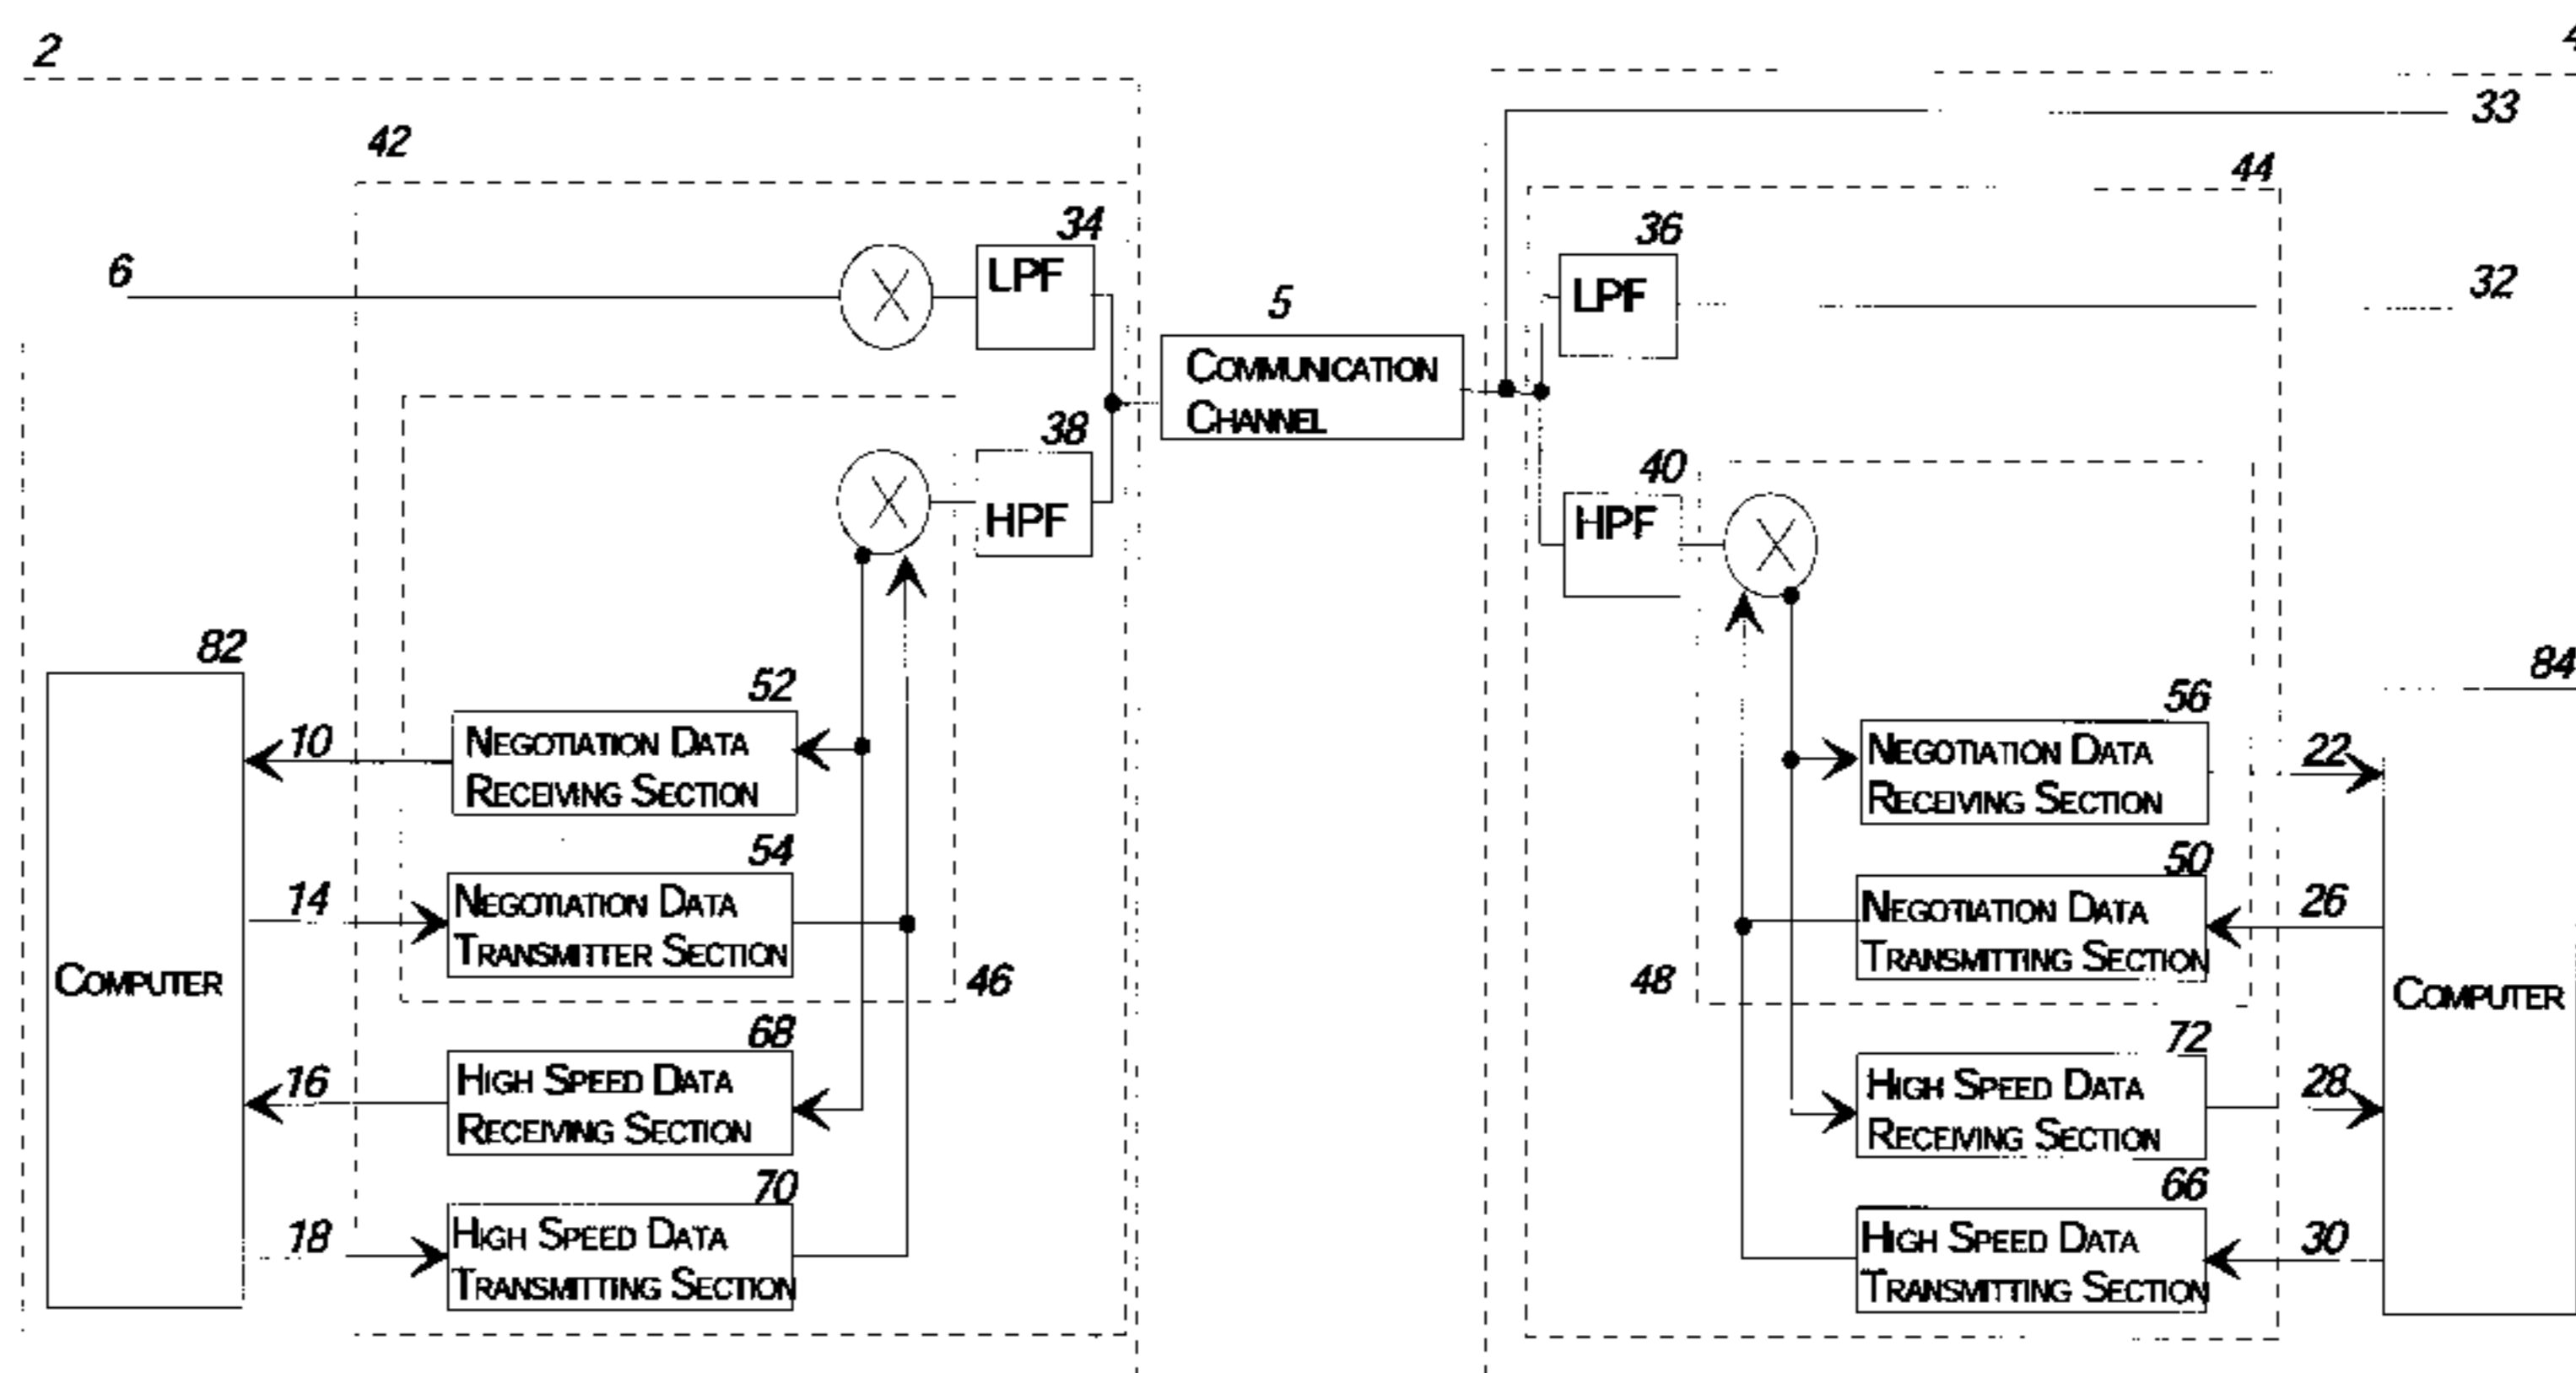 2
4
42
33
44
34
36
6
LPF
LPF
32
5
COMMUNICATION
CHANNEL
38
40
HPF
HPF
82
52
84
56
10
NEGOTIATION DATA
RECEIVING SECTION
NEGOTIATION DATA
RECEIVING SECTION
22
54
50
14
NEGOTIATION DATA
TRANSMITTER SECTION
NEGOTIATION DATA
TRANSMITTING SECTION
26
COMPUTER
46
48
COMPUTER
68
72
16
HIGH SPEED DATA
RECEIVING SECTION
HIGH SPEED DATA
RECEIVING SECTION
28
70
66
18
HIGH SPEED DATA
TRANSMITTING SECTION
HIGH SPEED DATA
TRANSMITTING SECTION
30